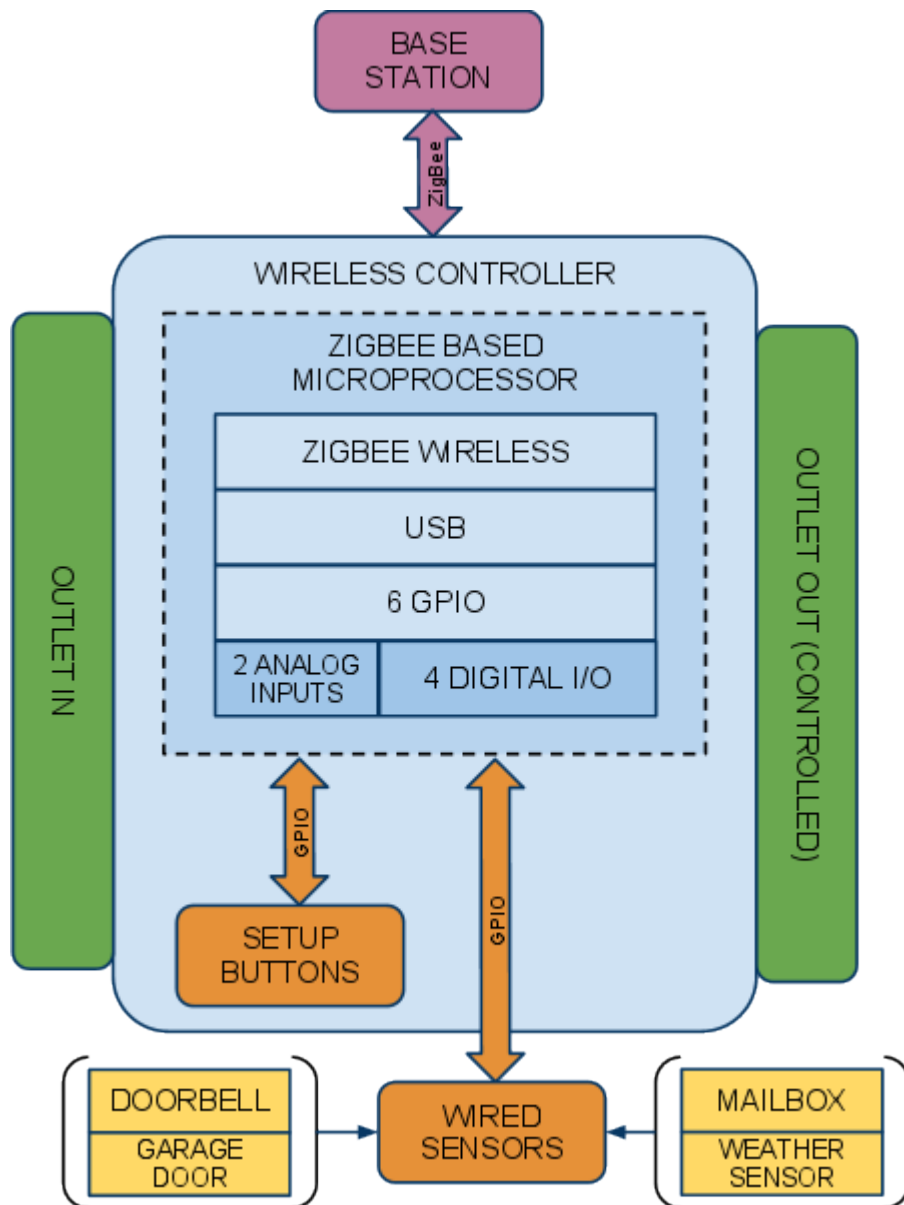 BASE
STATION
ZigBee
WIRELESS CONTROLLER
ZIGBEE BASED
MICROPROCESSOR
ZIGBEE WIRELESS
USB
6 GPIO
2 ANALOG
INPUTS
4 DIGITAL I/O
OUTLET IN
OUTLET OUT (CONTROLLED)
GPIO
GPIO
SETUP
BUTTONS
DOORBELL
GARAGE
DOOR
WIRED
SENSORS
MAILBOX
WEATHER
SENSOR